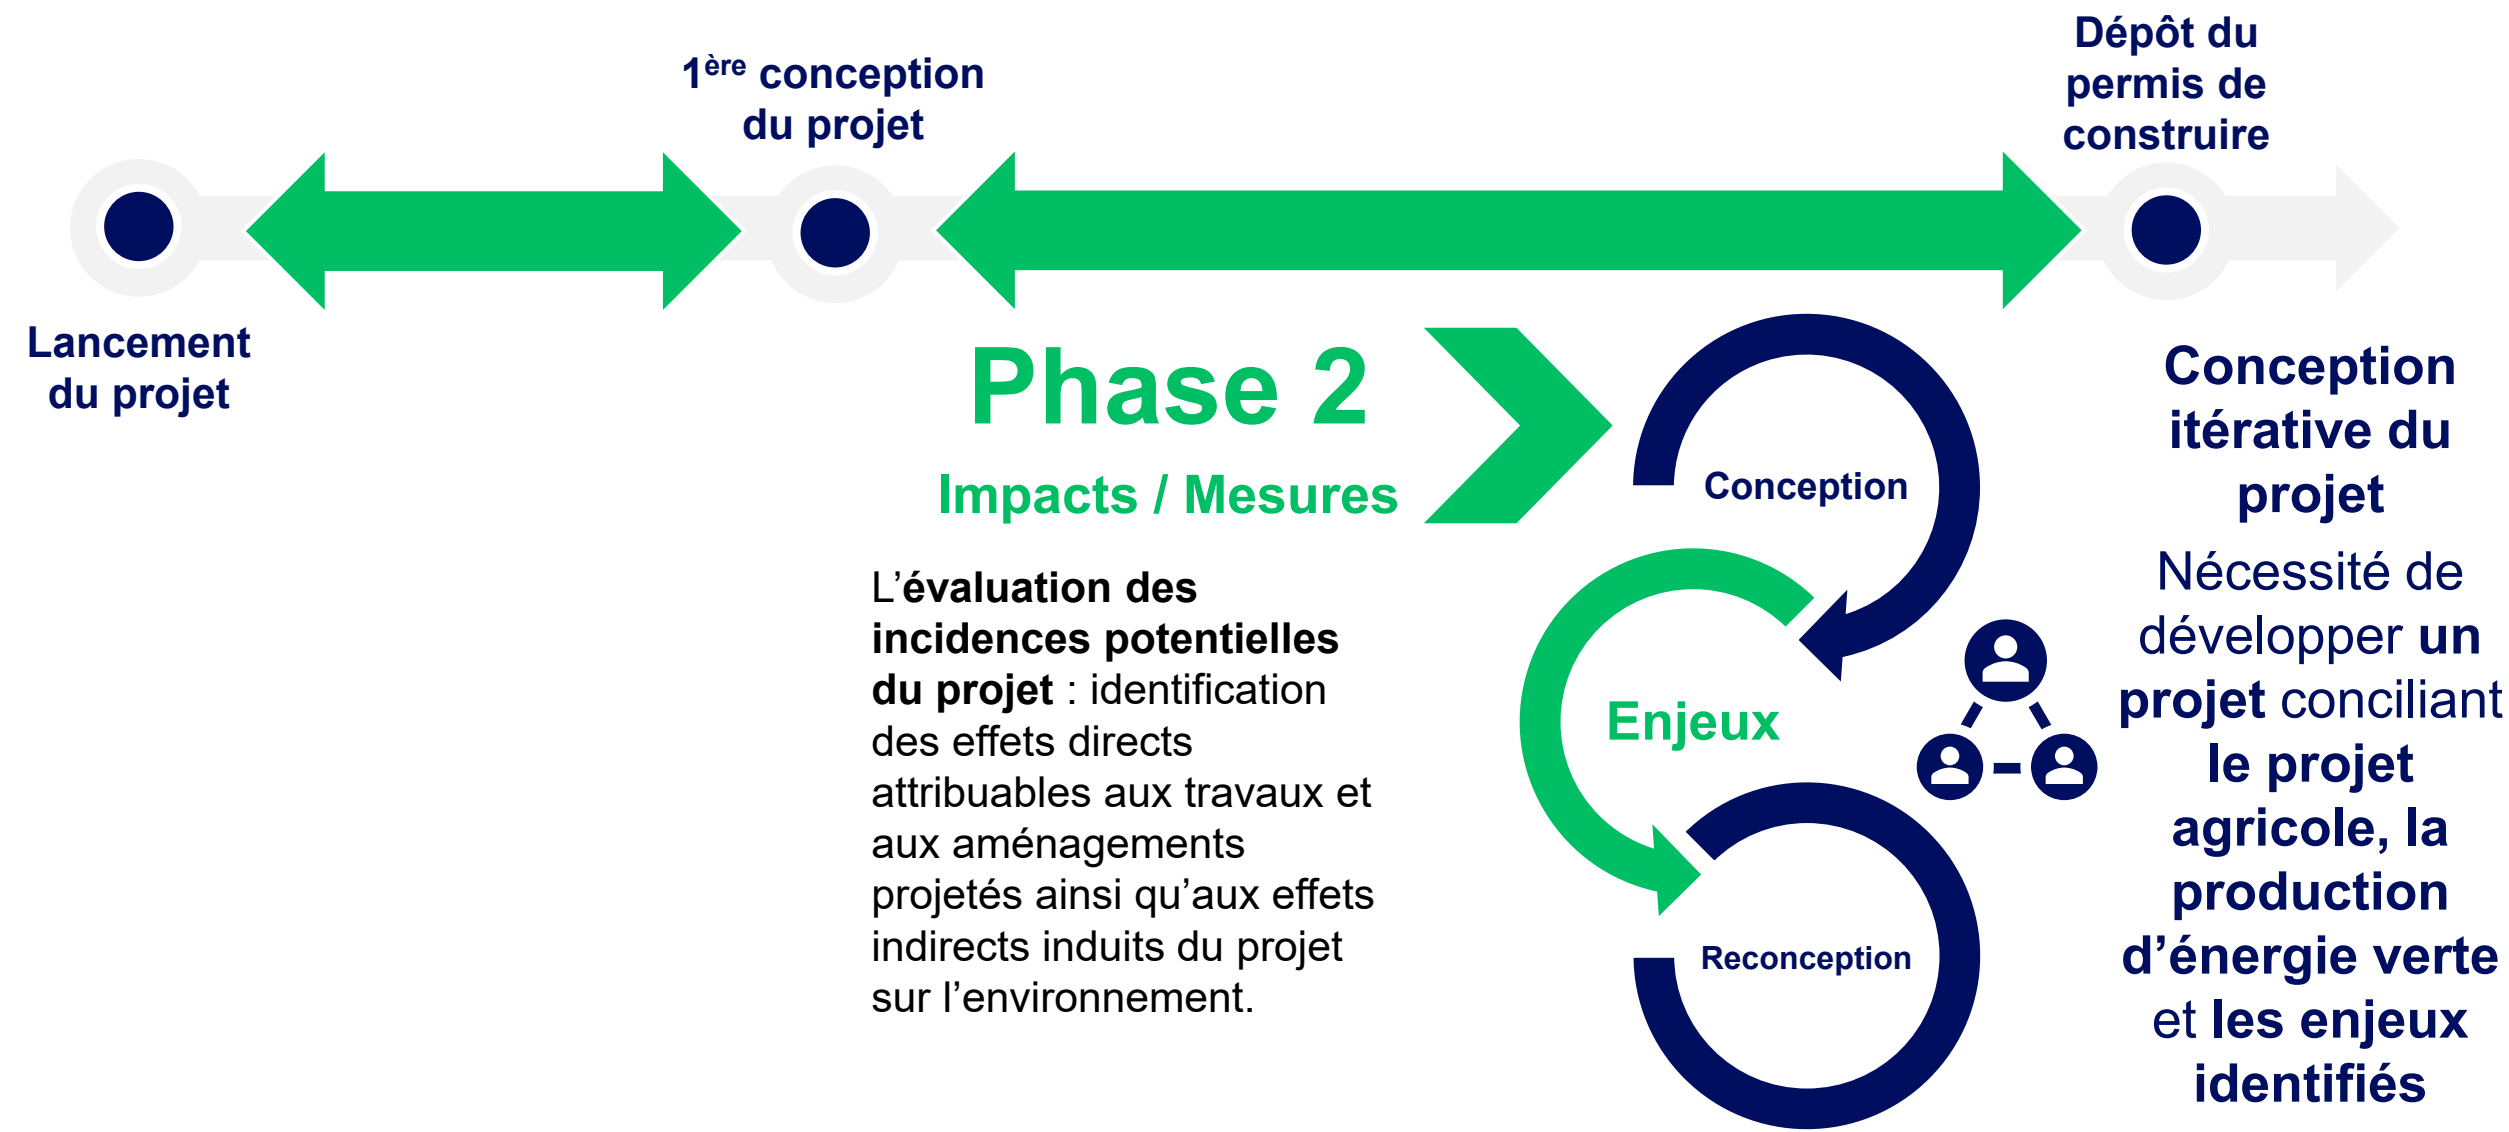 Lancement
du projet
1ère conception
du projet
Dépôt du
permis de
construire
Phase 2
Impacts / Mesures
L’évaluation des
incidences potentielles
du projet : identification
des effets directs
attribuables aux travaux et
aux aménagements
projetés ainsi qu’aux effets
indirects induits du projet
sur l’environnement.
Conception
Enjeux
Reconception
Conception
itérative du
projet
Nécessité de
développer un
projet conciliant
le projet
agricole, la
production
d’énergie verte
et les enjeux
identifiés